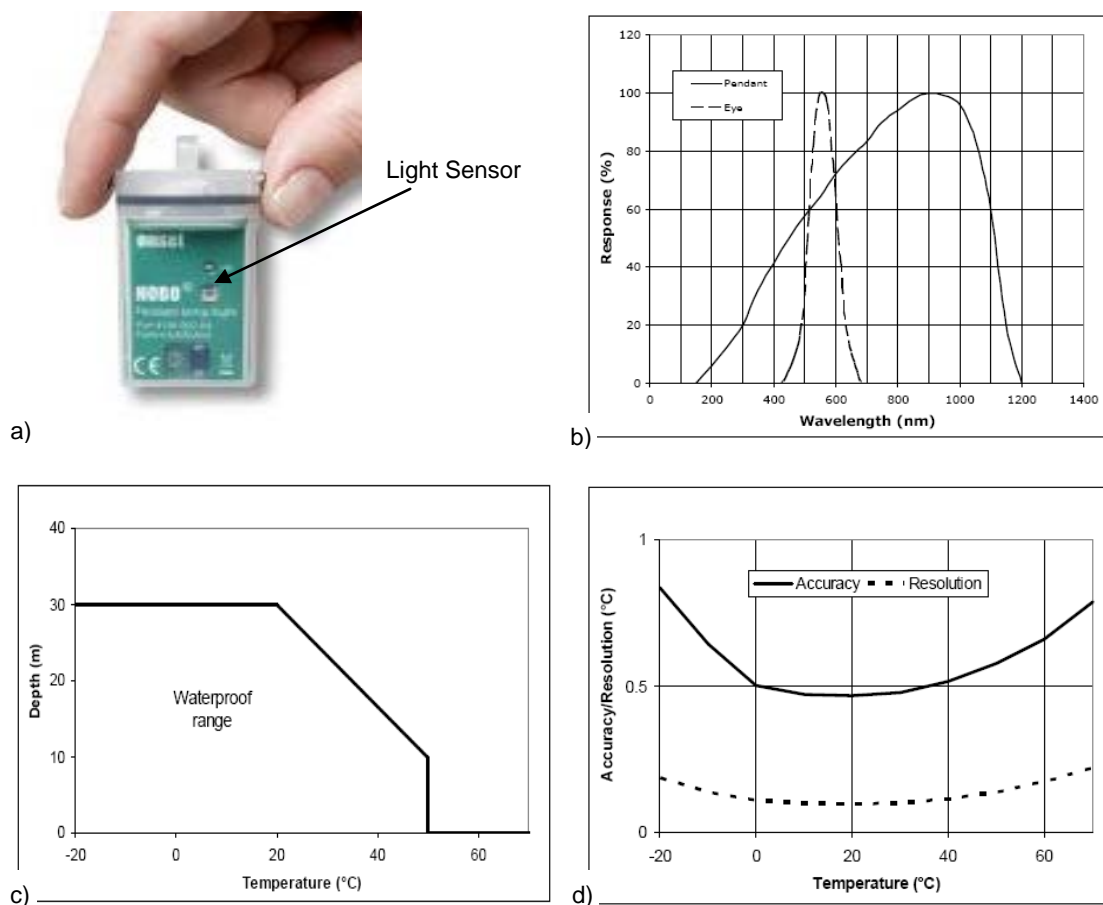 Light Sensor
onset
HOBO
CE
a)
120
100
80
60
40
20
0
Response (%)
Pendant
Eye
0 200 400 600 800 1000 1200 1400
Wavelength (nm)
b)
40
30
20
10
0
Depth (m)
Waterproof
range
-20 0 20 40 60
Temperature (°C)
c)
1
0.5
0
Accuracy/Resolution (°C)
Accuracy Resolution
-20 0 20 40 60
Temperature (°C)
d)